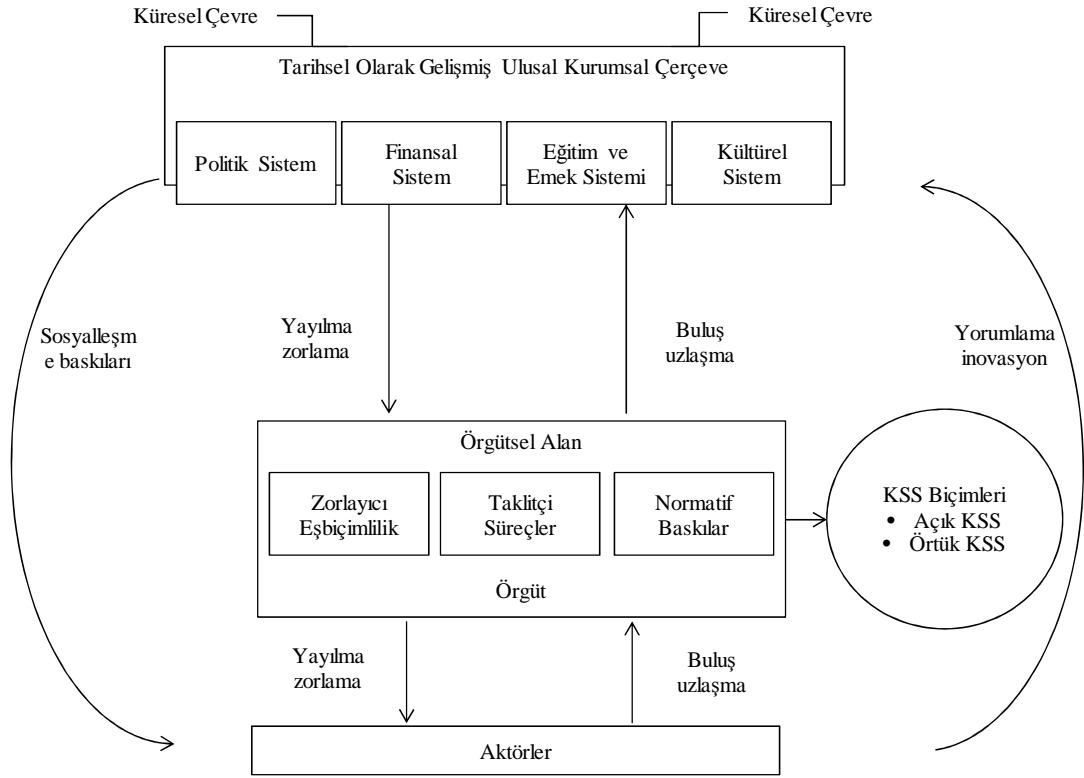 Küresel Çevre
Küresel Çevre
Tarihsel Olarak Gelişmiş Ulusal Kurumsal Çerçeve
Politik Sistem
Finansal
Sistem
Eğitim ve
Emek Sistemi
Kültürel
Sistem
Sosyalleşm
e baskıları
Yayılma
zorlama
Buluş
uzlaşma
Yorumlama
inovasyon
Örgütsel Alan
Zorlayıcı
Eşbiçimlilik
Taklitçi
Süreçler
Normatif
Baskılar
Örgüt
KSS Biçimleri
• Açık KSS
• Örtük KSS
Yayılma
zorlama
Buluş
uzlaşma
Aktörler